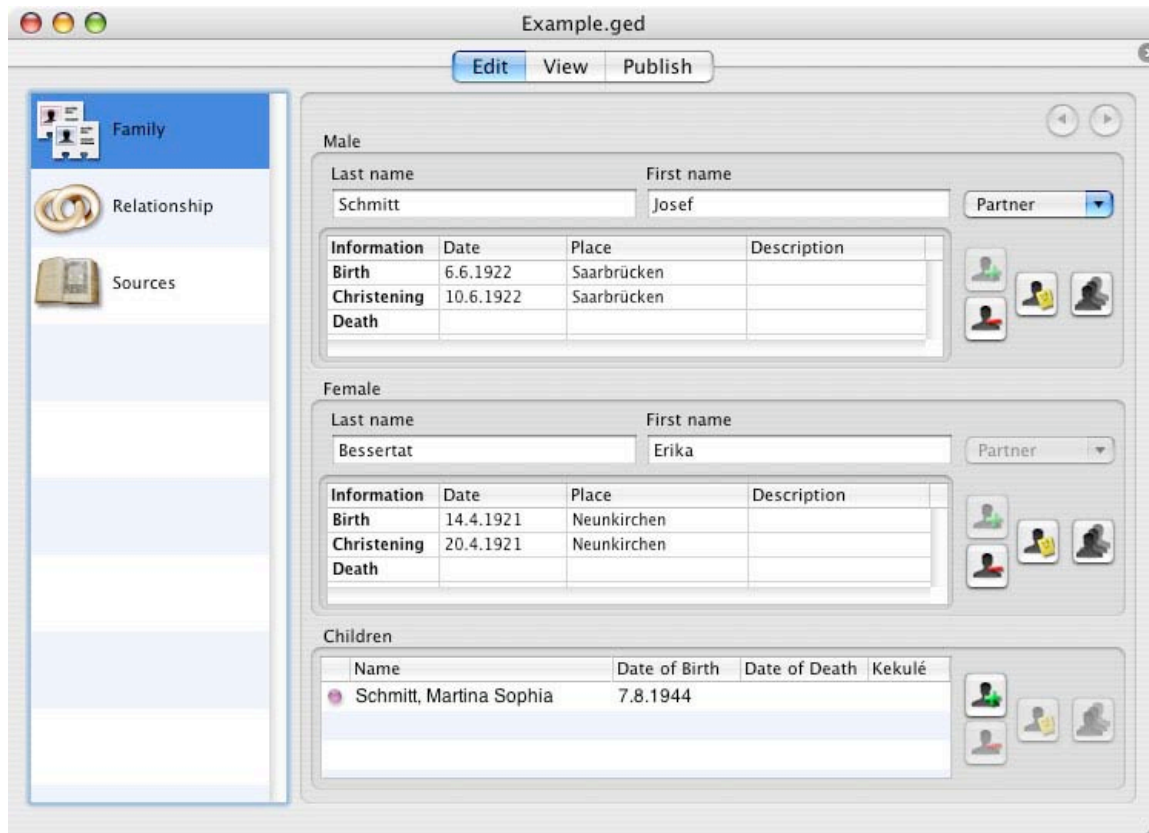 Example.ged
Edit View Publish
Family
Relationship
Sources
Male
Last name First name
Schmitt Josef Partner
Information Date Place Description
Birth 6.6.1922 Saarbrücken
Christening 10.6.1922 Saarbrücken
Death
Female
Last name First name
Bessertat Erika Partner
Information Date Place Description
Birth 14.4.1921 Neunkirchen
Christening 20.4.1921 Neunkirchen
Death
Children
Name Date of Birth Date of Death Kekulé
Schmitt, Martina Sophia 7.8.1944